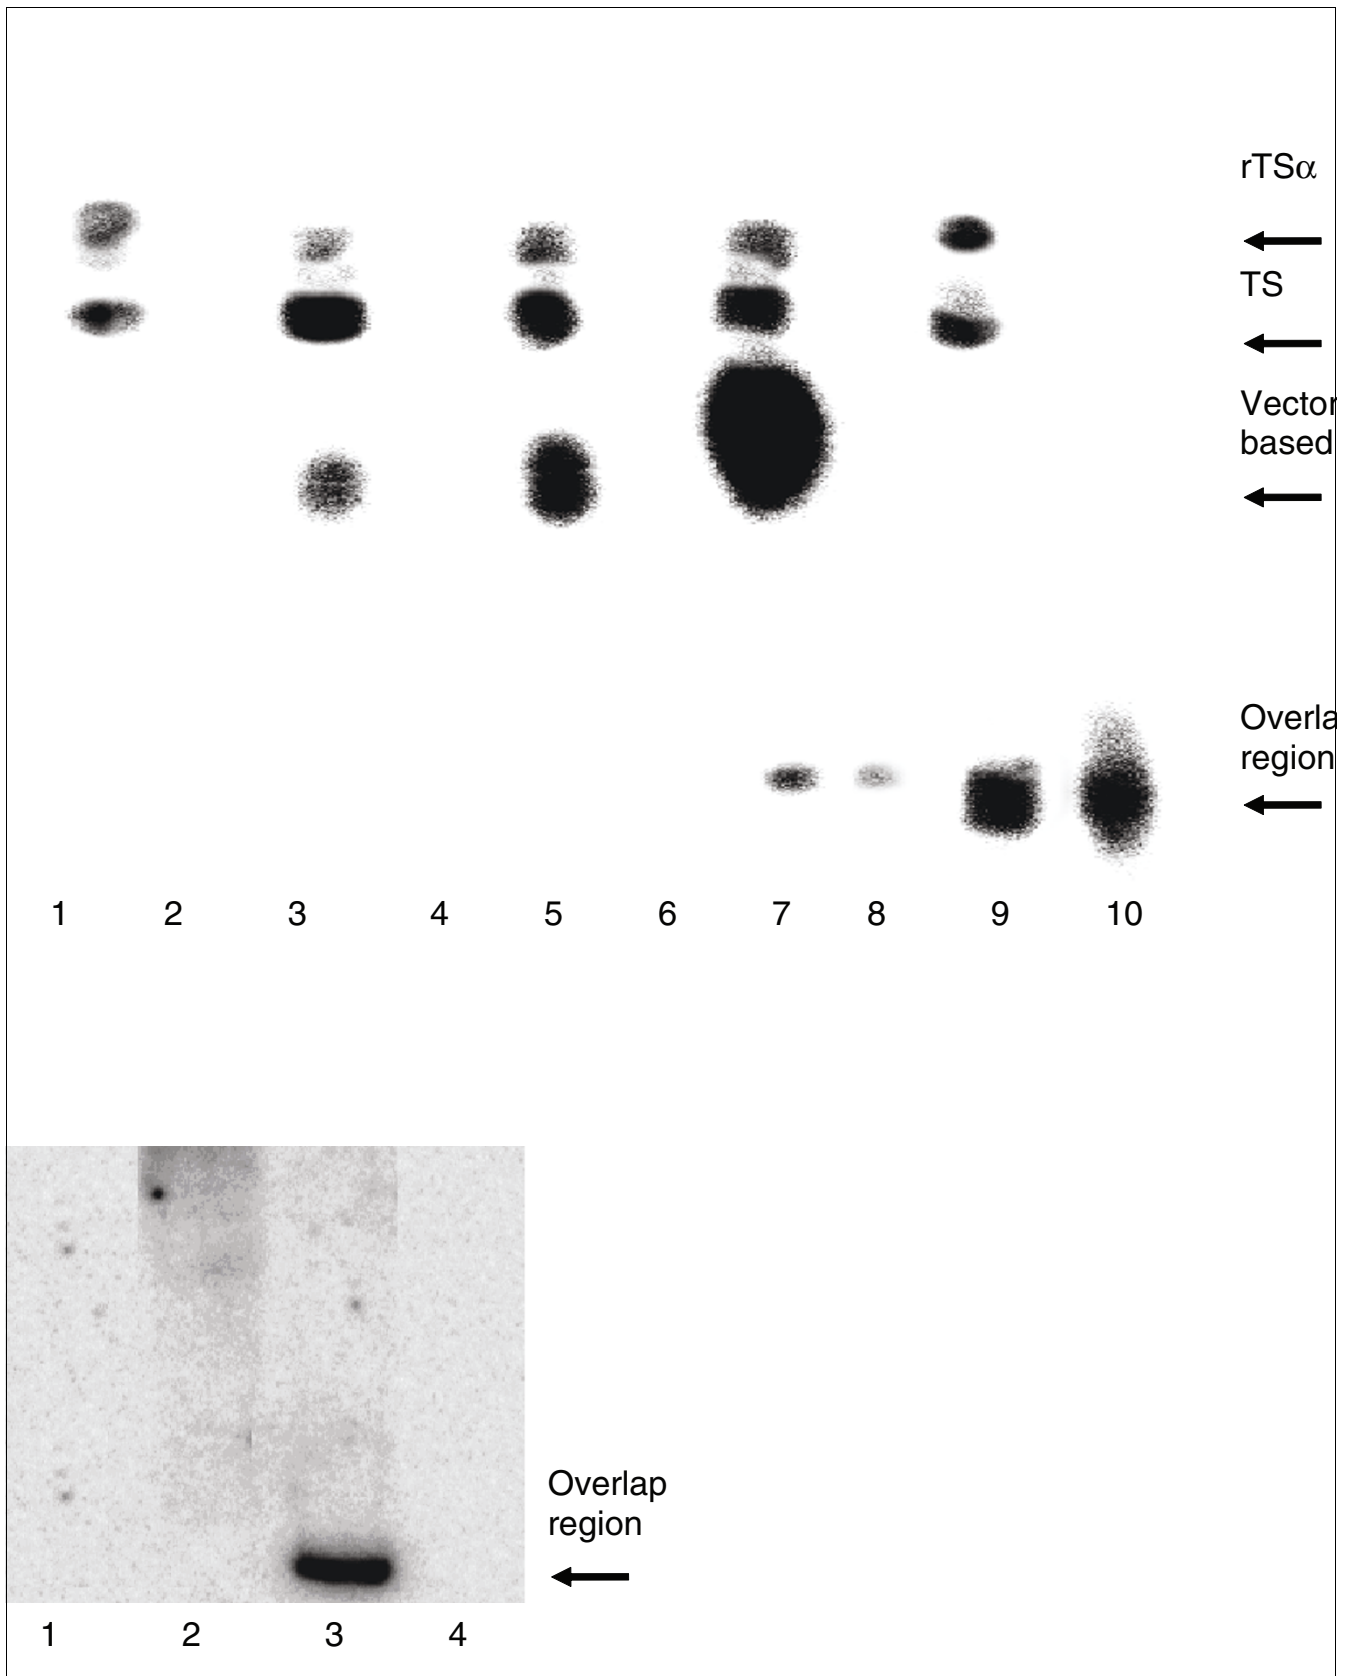 rTSα
TS
Vector
based
Overla
region
1 2 3 4 5 6 7 8 9 10
Overlap
region
1 2 3 4